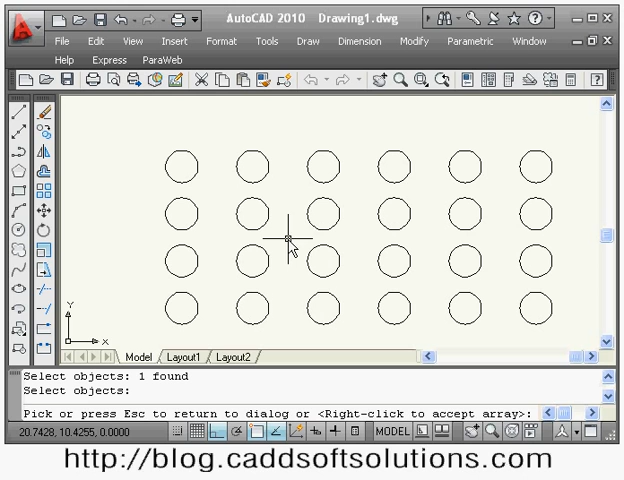 AutoCAD 2010 Drawing1.dwg
File Edit View Insert Format Tools Draw Dimension Modify Parametric Window
Help Express ParaWeb
Y
X
Model Layout1 Layout2
Select objects: 1 found
Select objects:
Pick or press Esc to return to dialog or <Right-click to accept array>:
20.7428, 10.4255, 0.0000 MODEL
http://blog.caddsoftsolutions.com